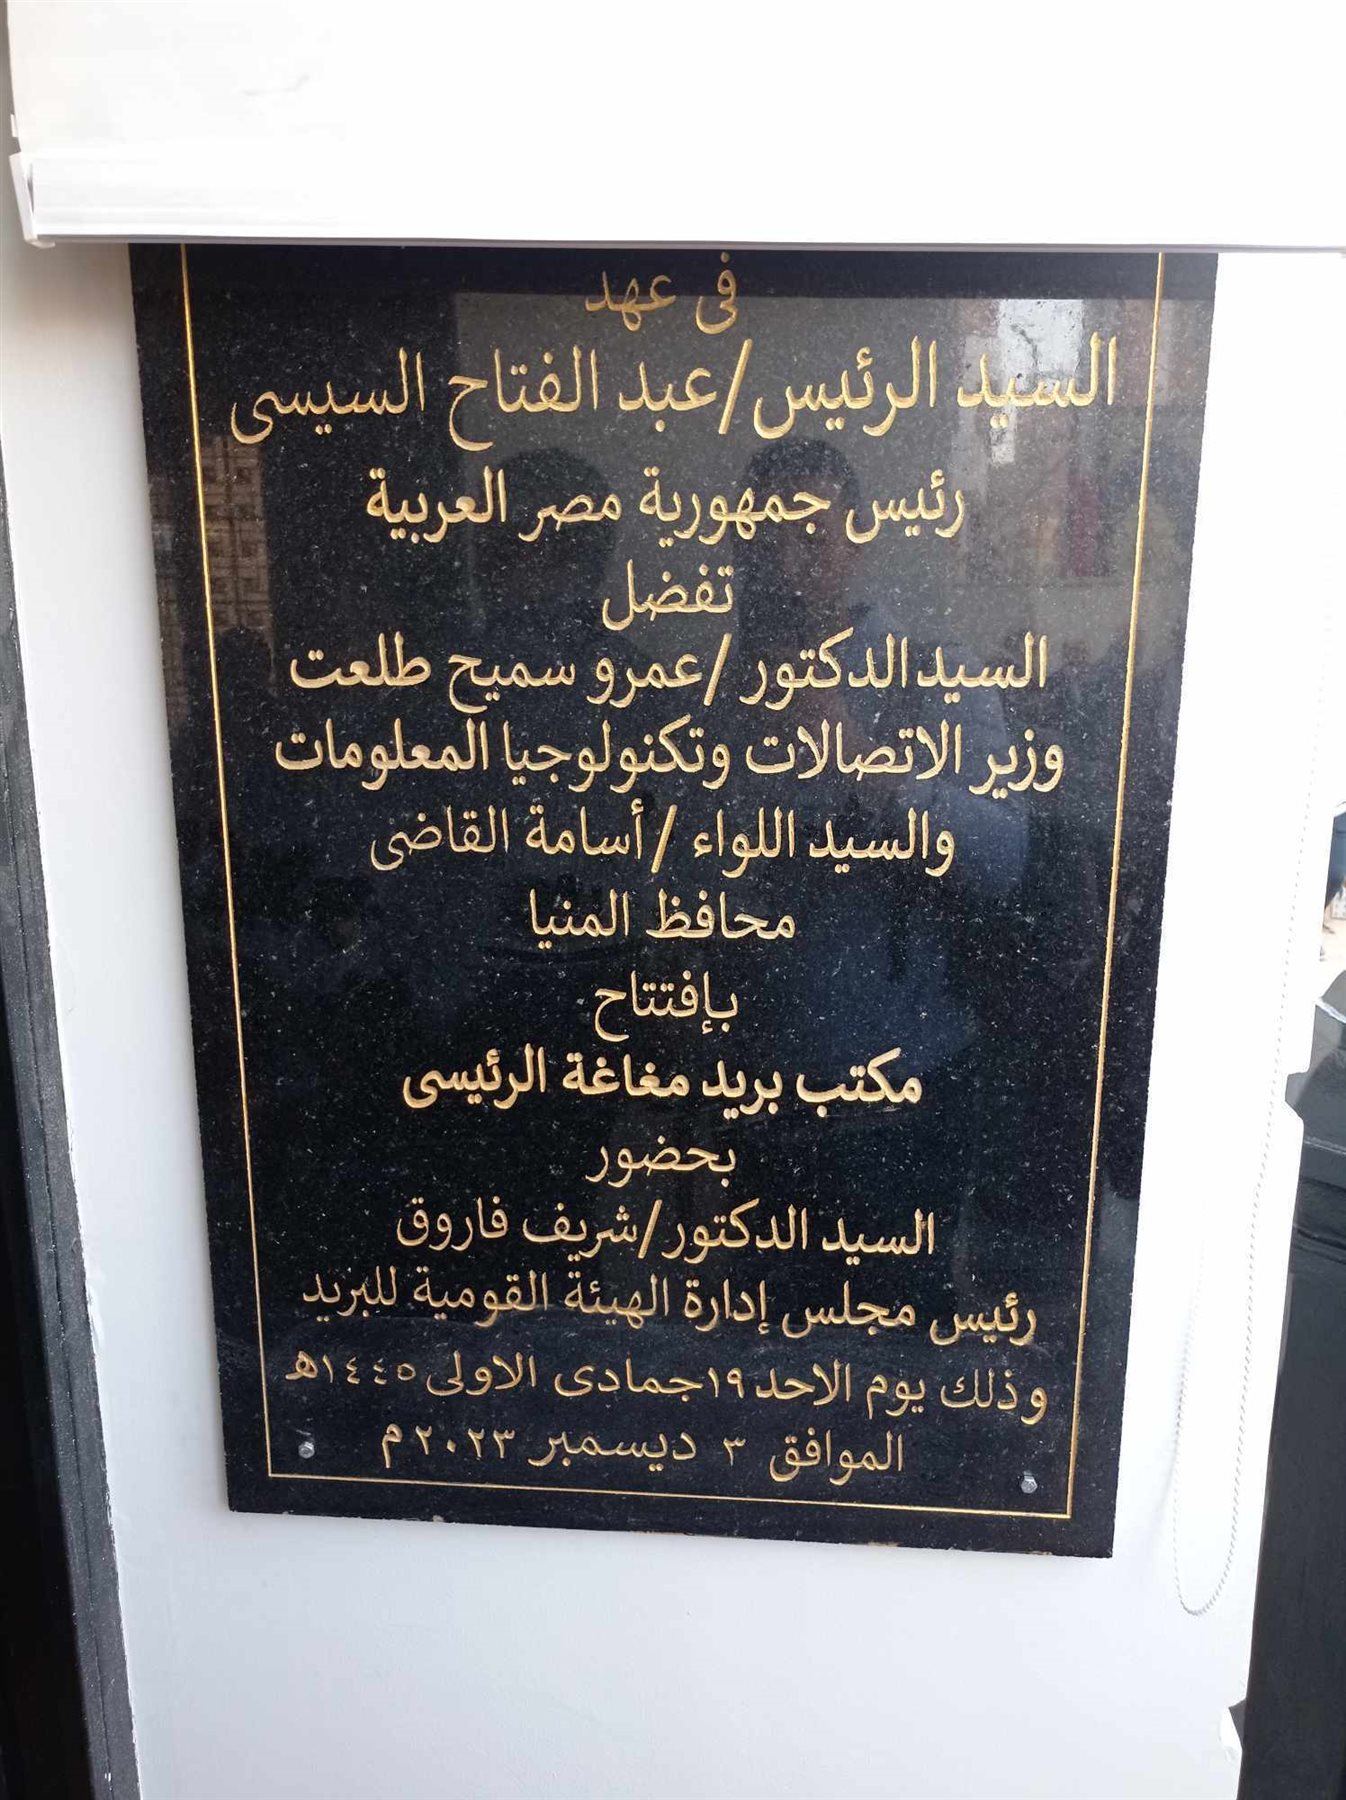 فى عهد
السيد الرئيس/عبد الفتاح السيسى
رئيس جمهورية مصر العربية
تفضل
السيد الدكتور /عمرو سميح طلعت
وزير الاتصالات وتكنولوجيا المعلومات
والسيد اللواء /أسامة القاضى
محافظ المنيا
بإفتتاح
مكتب بريد مغاغة الرئيسى
بحضور
السيد الدكتور/شريف فاروق
رئيس مجلس إدارة الهيئة القومية للبريد
وذلك يوم الاحد ١٩ جمادى الاولى ١٤٤٥هـ
الموافق ٣ ديسمبر ٢٠٢٣م